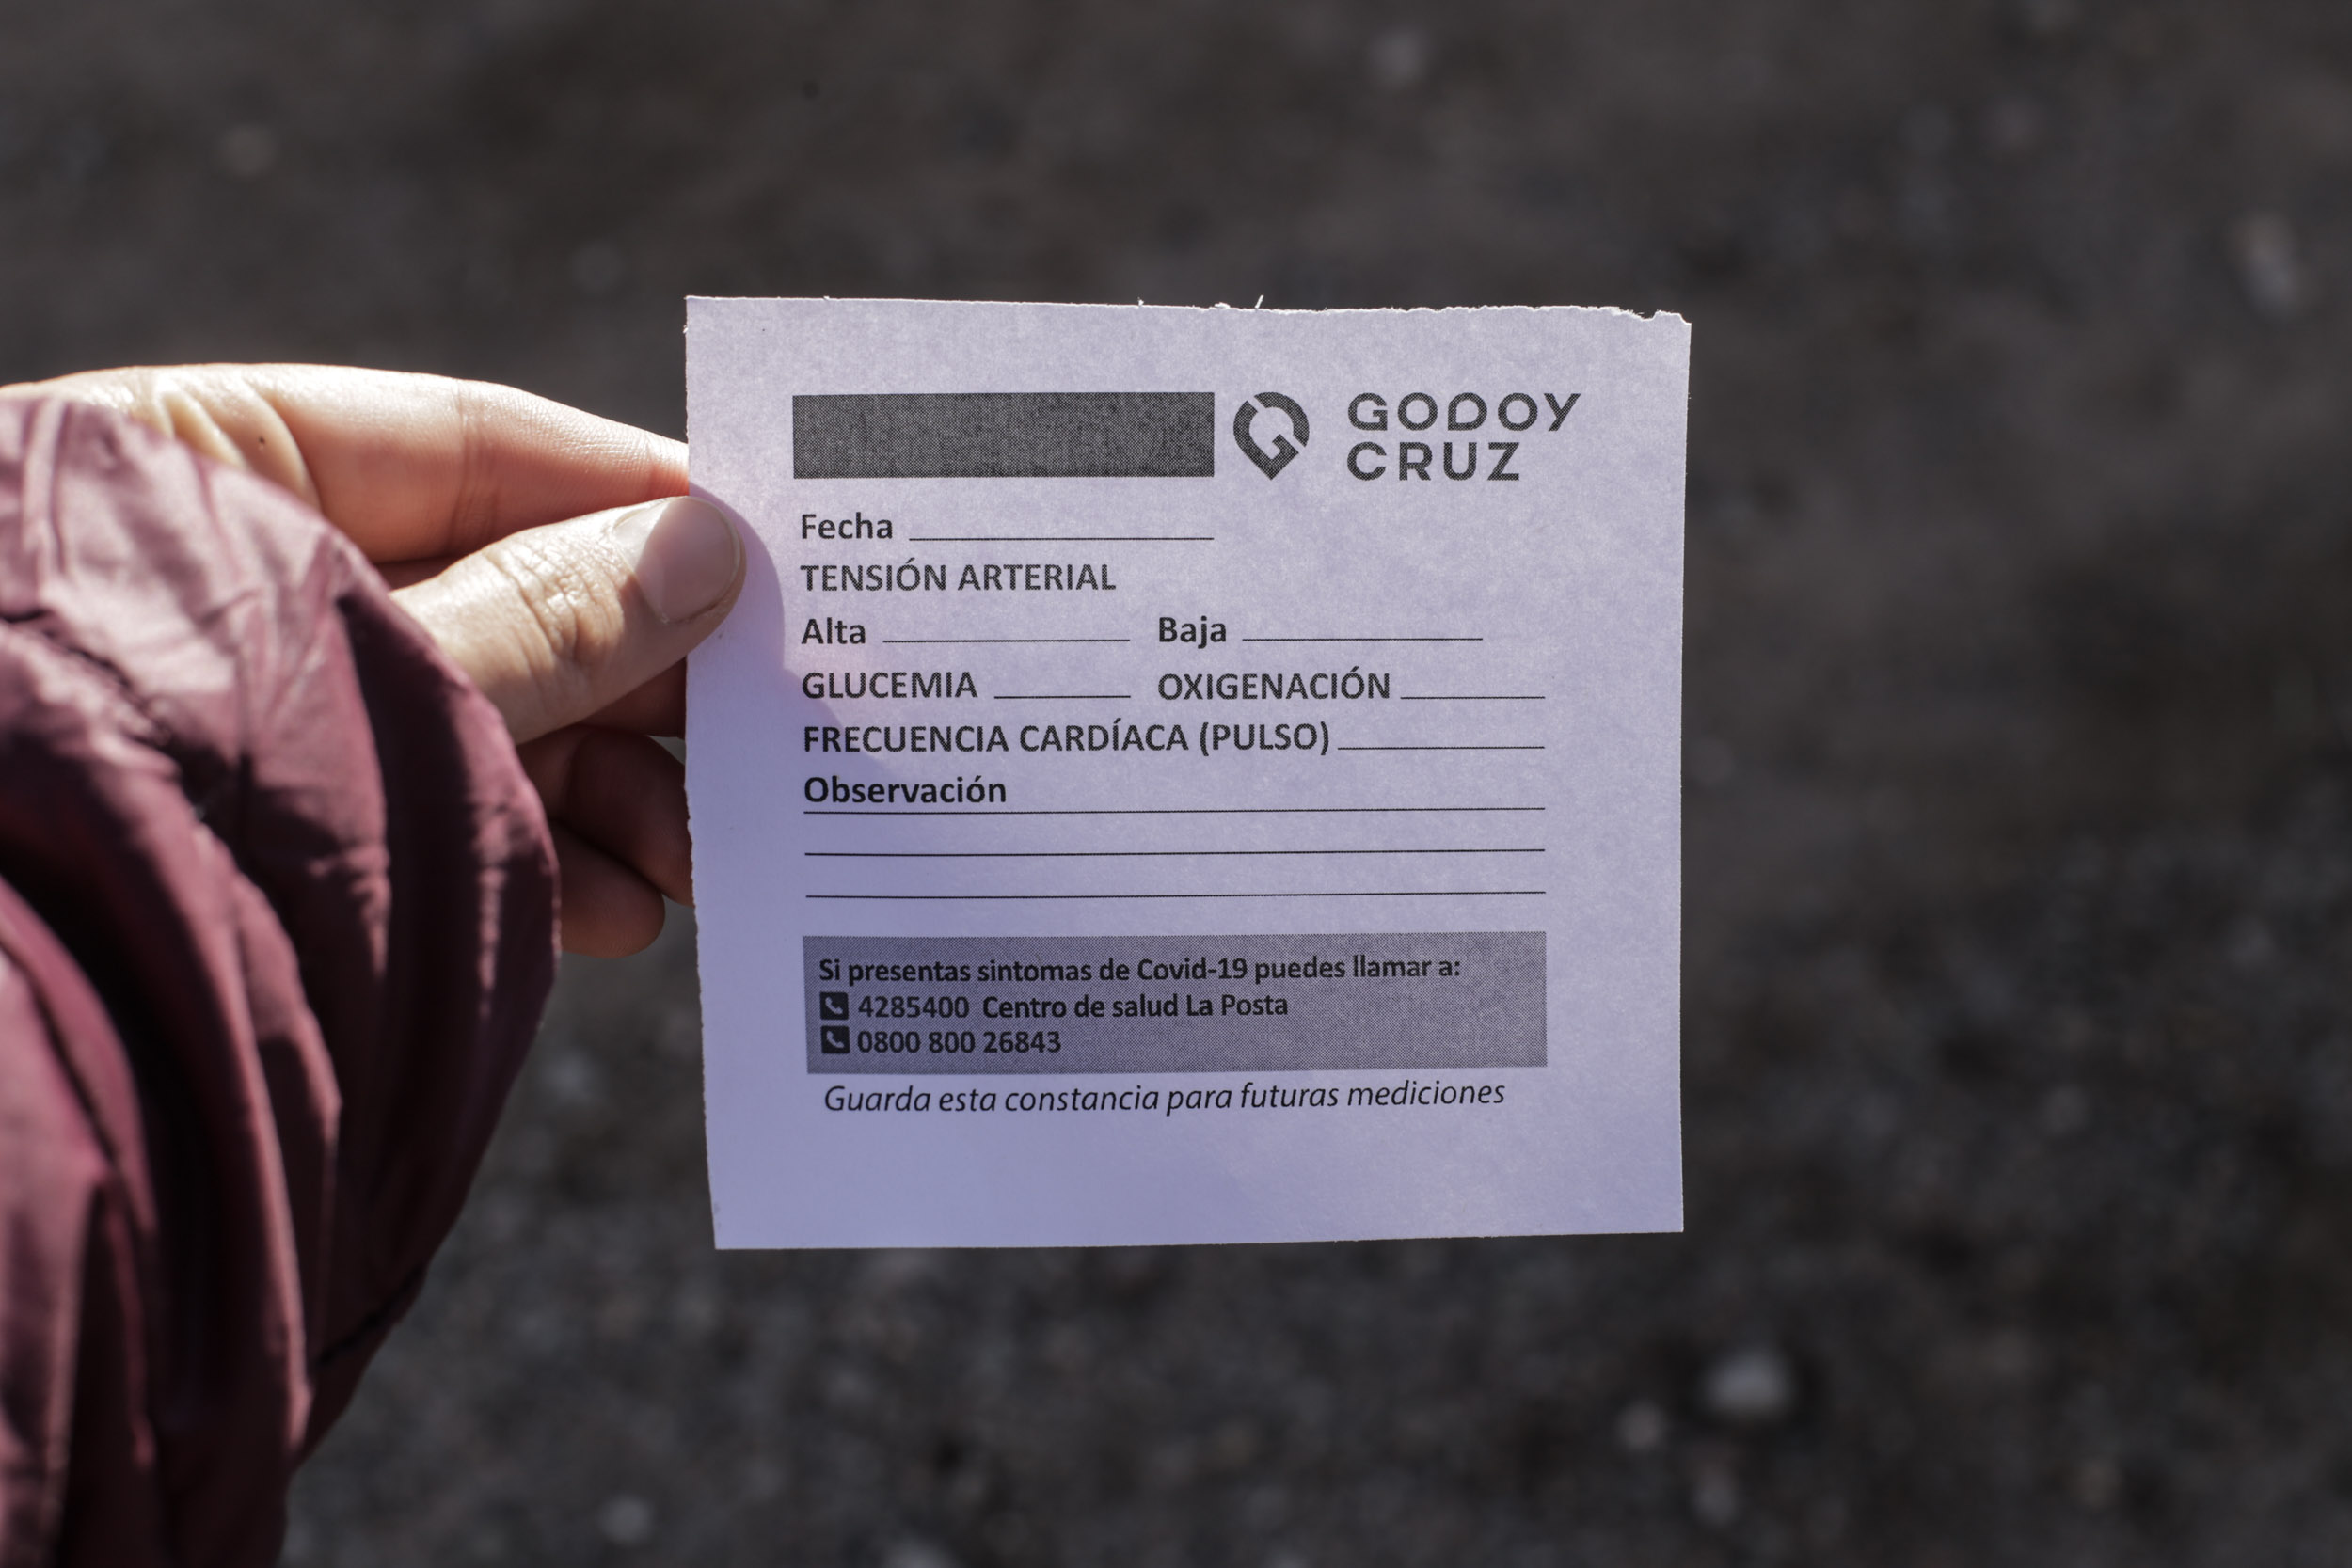 GODOY
CRUZ
Fecha
TENSIÓN ARTERIAL
Alta Baja
GLUCEMIA OXIGENACIÓN
FRECUENCIA CARDÍACA (PULSO)
Observación
Si presentas sintomas de Covid-19 puedes llamar a:
4285400 Centro de salud La Posta
0800 800 26843
Guarda esta constancia para futuras mediciones